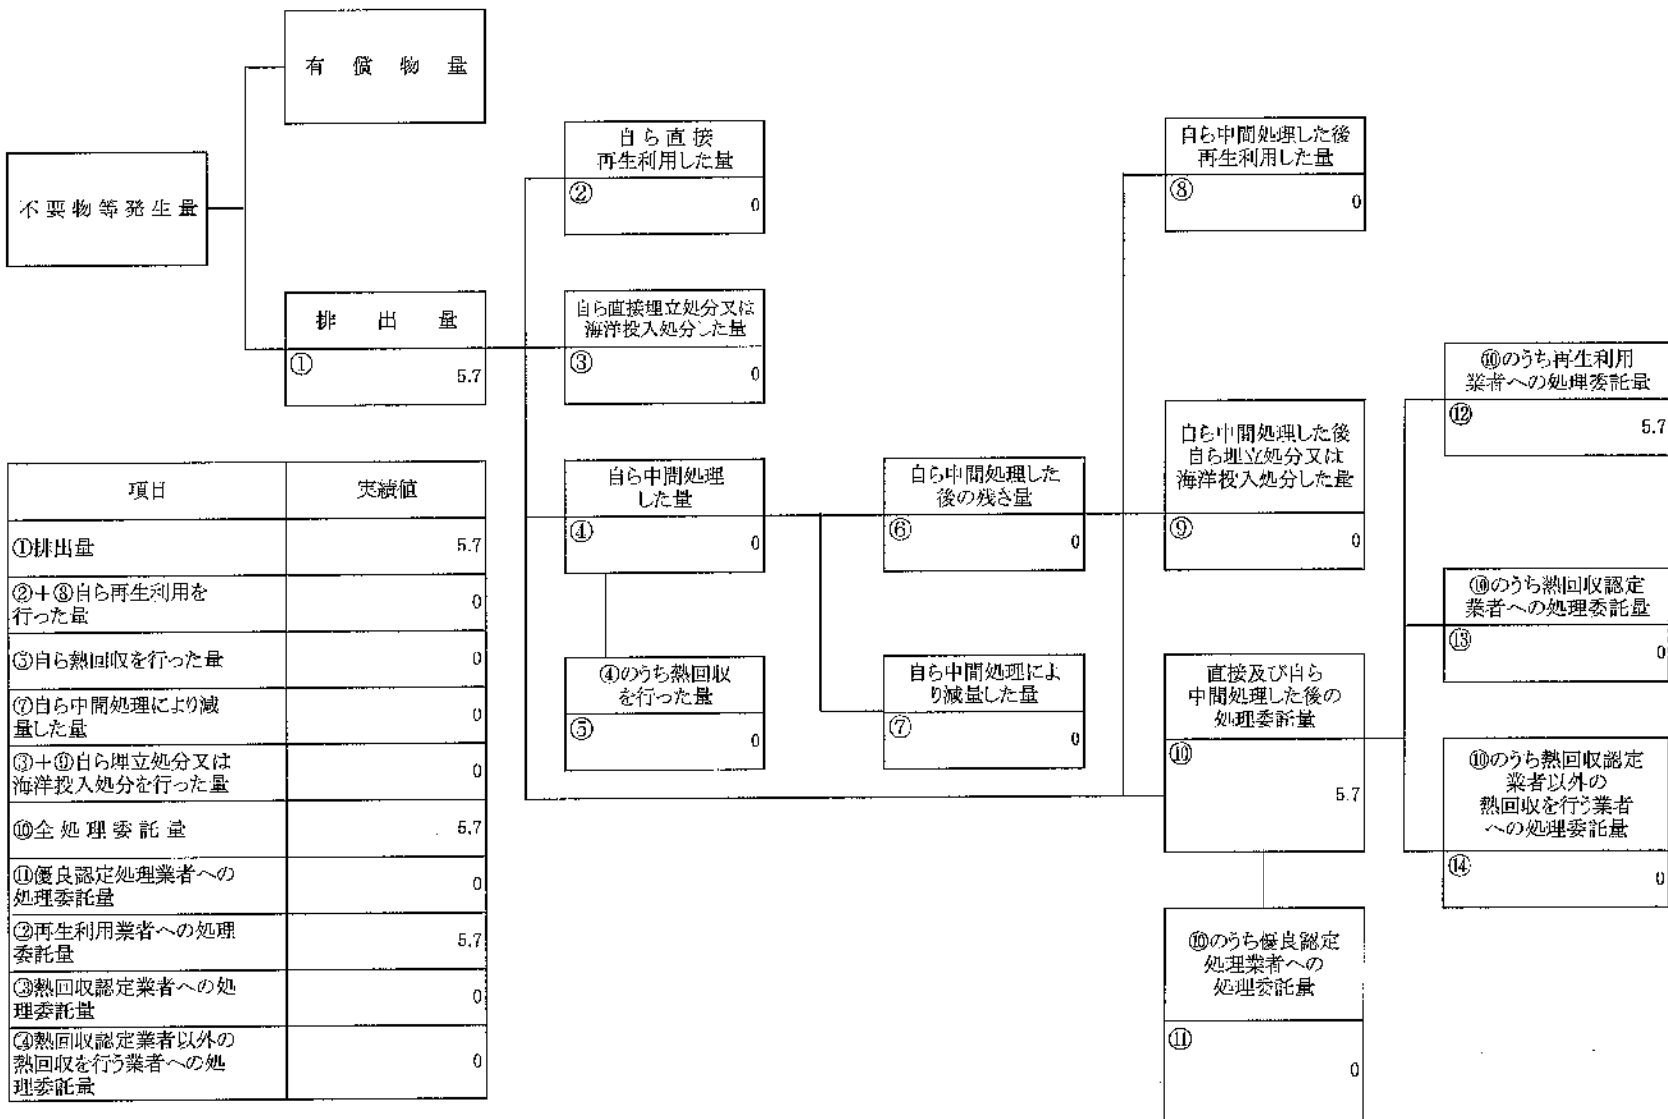 有償物量
不要物等発生量
排出量
①
5.7
自ら直接
再生利用した量
②
0
自ら直接埋立処分又は
海洋投入処分した量
③
0
自ら中間処理
した量
④
0
④のうち熱回収
を行った量
⑤
0
自ら中間処理した
後の残さ量
⑥
0
自ら中間処理によ
り減量した量
⑦
0
自ら中間処理した後
再生利用した量
⑧
0
自ら中間処理した後
自ら埋立処分又は
海洋投入処分した量
⑨
0
直接及び自ら
中間処理した後の
処理委託量
⑩
5.7
⑩のうち優良認定
処理業者への
処理委託量
⑪
0
⑩のうち再生利用
業者への処理委託量
⑫
5.7
⑩のうち熱回収認定
業者への処理委託量
⑬
0
⑩のうち熱回収認定
業者以外の
熱回収を行う業者
への処理委託量
⑭
0
項目 実績値
①排出量 5.7
②+⑧自ら再生利用を
行った量 0
⑤自ら熱回収を行った量 0
⑦自ら中間処理により減
量した量 0
③+⑨自ら埋立処分又は
海洋投入処分を行った量 0
⑩全処理委託量 5.7
⑪優良認定処理業者への
処理委託量 0
⑫再生利用業者への処理
委託量 5.7
⑬熱回収認定業者への処
理委託量 0
⑭熱回収認定業者以外の
熱回収を行う業者への処
理委託量 0